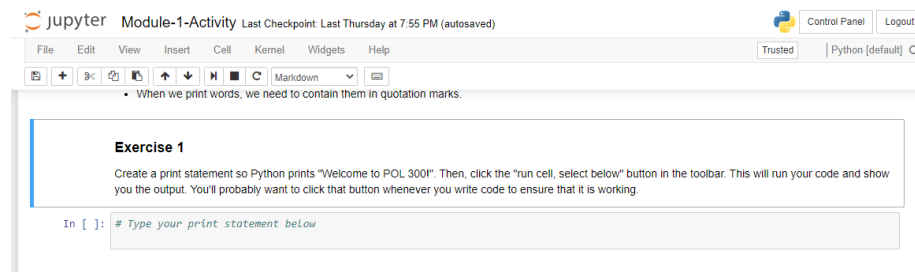 jupyter Module-1-Activity Last Checkpoint: Last Thursday at 7:55 PM (autosaved) Control Panel Logout
File Edit View Insert Cell Kernel Widgets Help Trusted Python [default]
Markdown
• When we print words, we need to contain them in quotation marks.
Exercise 1
Create a print statement so Python prints "Welcome to POL 300!". Then, click the "run cell, select below" button in the toolbar. This will run your code and show
you the output. You'll probably want to click that button whenever you write code to ensure that it is working.
In [ ]: # Type your print statement below